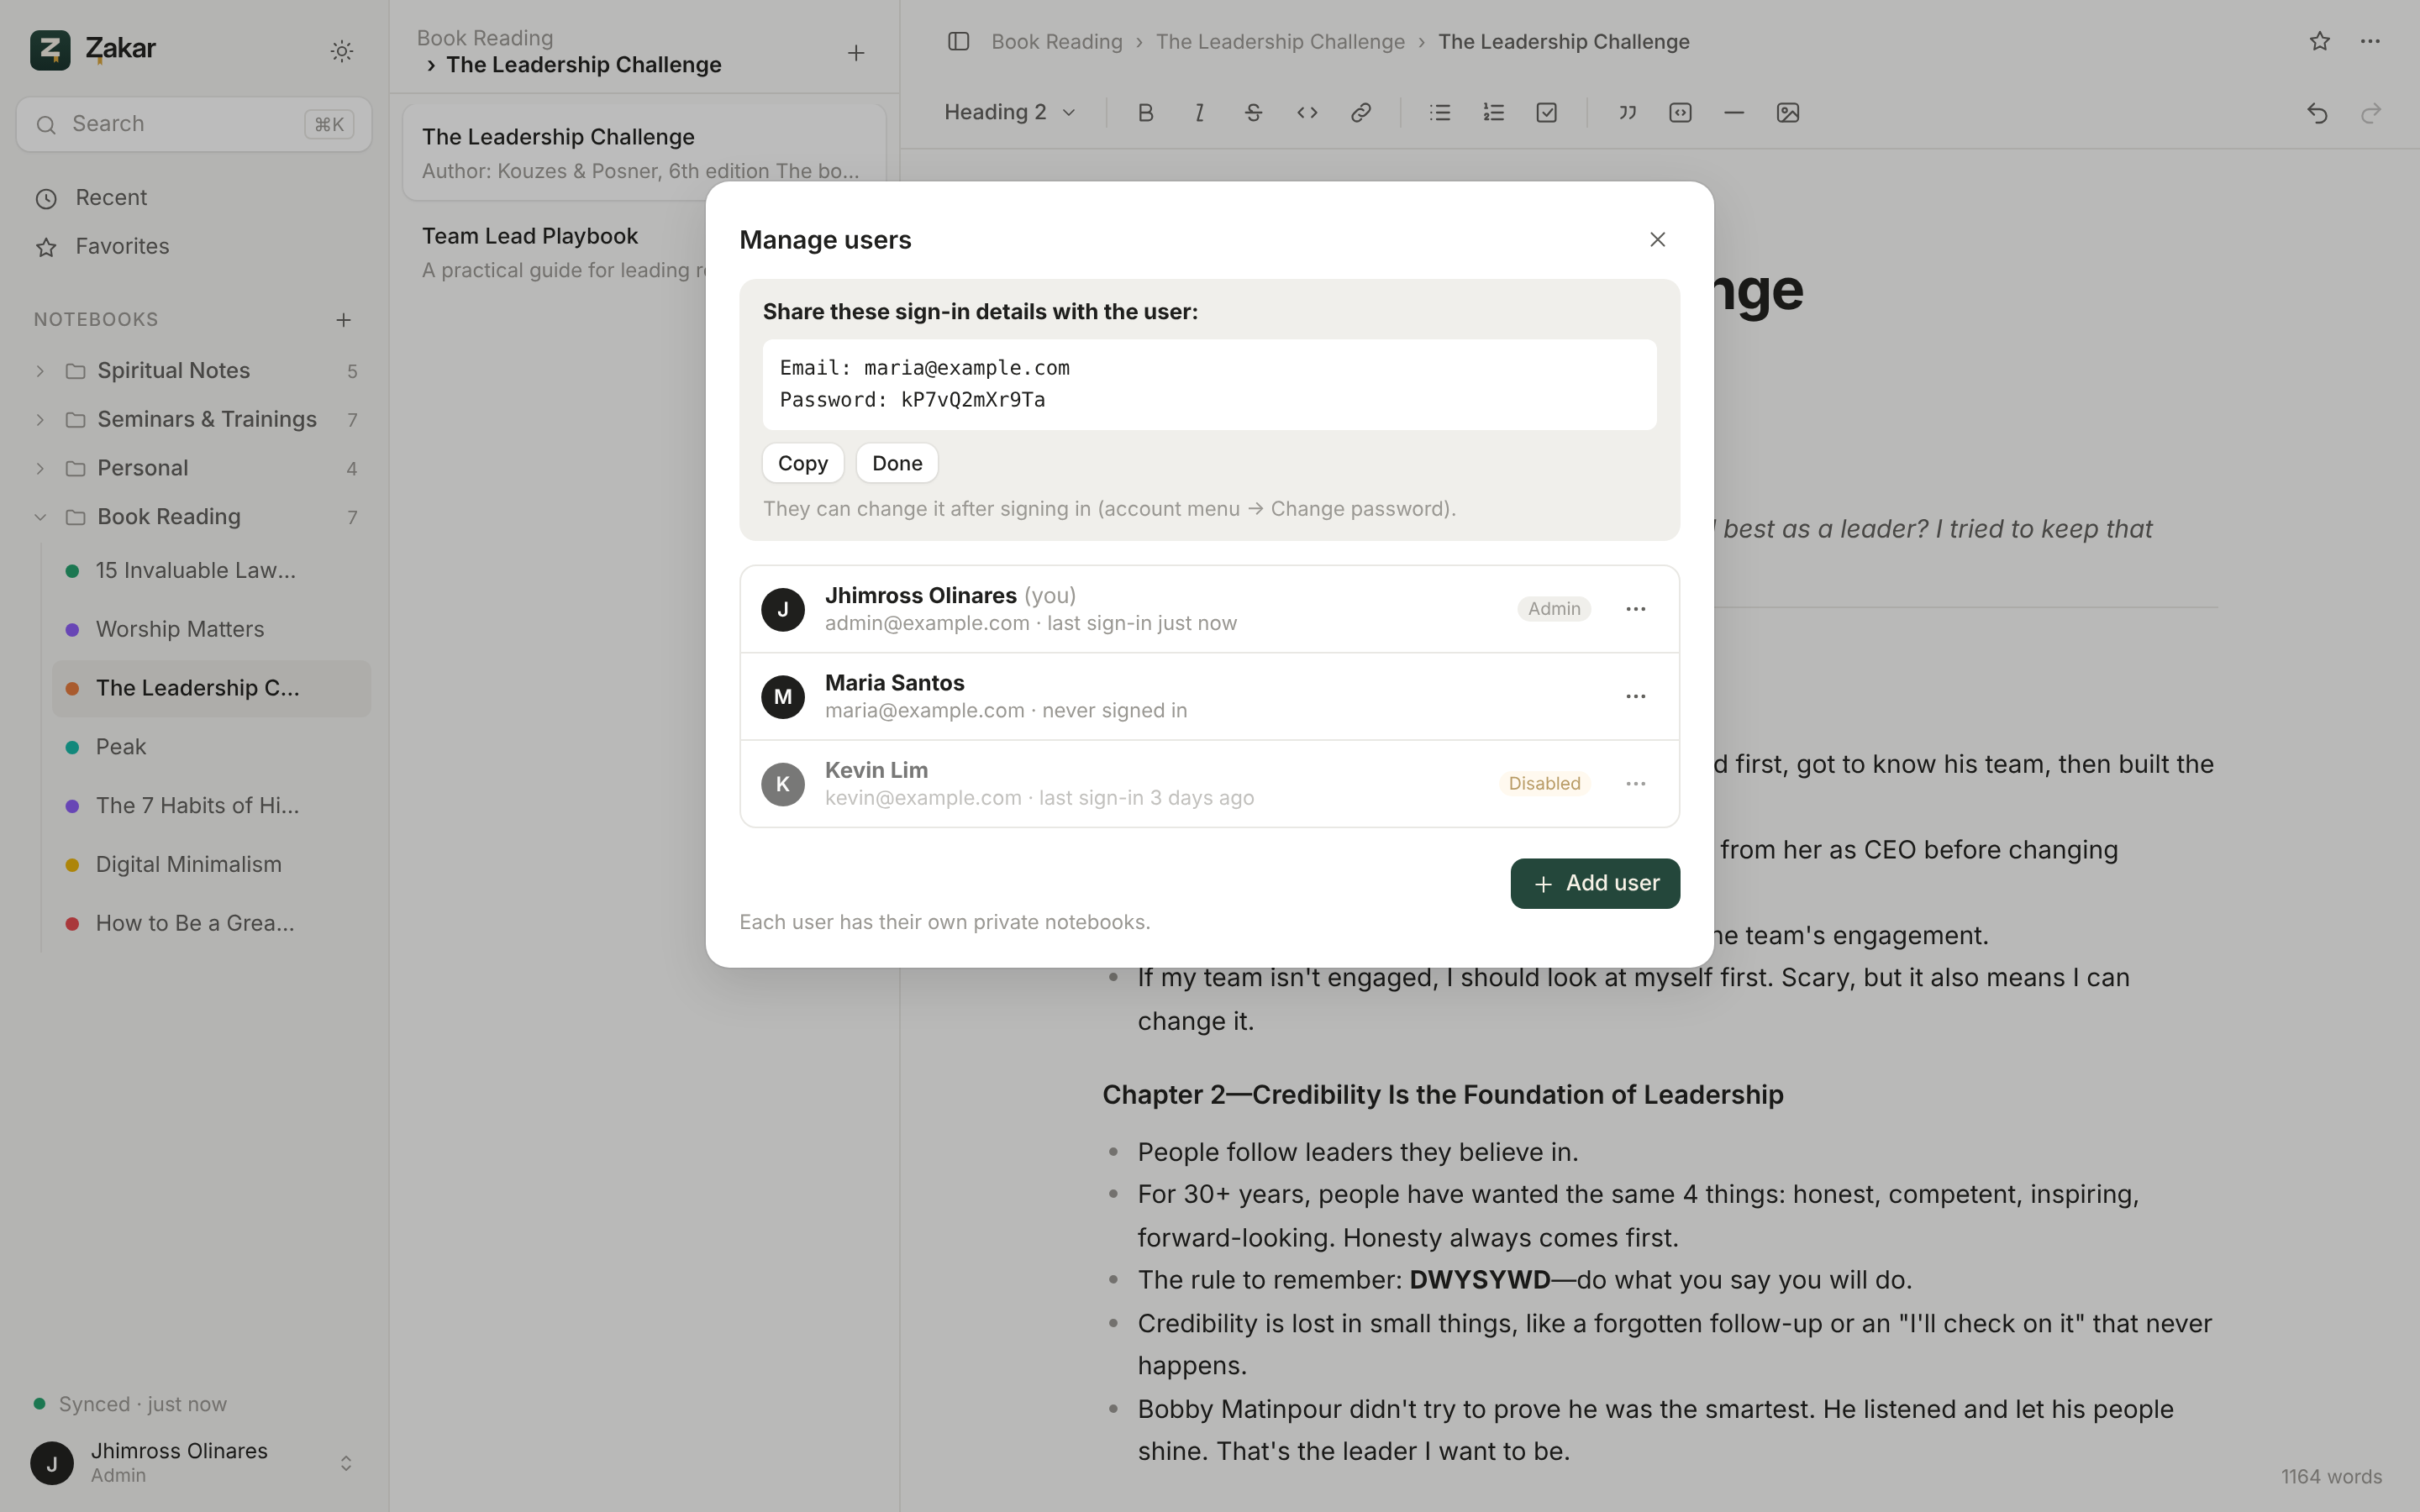 Zakar
Search
⌘K
Recent
Favorites
NOTEBOOKS
Spiritual Notes 5
Seminars & Trainings 7
Personal 4
Book Reading 7
15 Invaluable Law...
Worship Matters
The Leadership C...
Peak
The 7 Habits of Hi...
Digital Minimalism
How to Be a Grea...
Synced · just now
J
Jhimross Olinares
Admin
Book Reading
› The Leadership Challenge
The Leadership Challenge
Author: Kouzes & Posner, 6th edition The bo...
Team Lead Playbook
A practical guide for leading
Book Reading › The Leadership Challenge › The Leadership Challenge
Heading 2
Manage users
Share these sign-in details with the user:
Email: maria@example.com
Password: kP7vQ2mXr9Ta
Copy
Done
They can change it after signing in (account menu → Change password).
J
Jhimross Olinares (you)
admin@example.com · last sign-in just now
Admin
M
Maria Santos
maria@example.com · never signed in
K
Kevin Lim
kevin@example.com · last sign-in 3 days ago
Disabled
+ Add user
Each user has their own private notebooks.
nge
best as a leader? I tried to keep that
d first, got to know his team, then built the
from her as CEO before changing
he team's engagement.
If my team isn't engaged, I should look at myself first. Scary, but it also means I can
change it.
Chapter 2—Credibility Is the Foundation of Leadership
People follow leaders they believe in.
For 30+ years, people have wanted the same 4 things: honest, competent, inspiring,
forward-looking. Honesty always comes first.
The rule to remember: DWYSYWD—do what you say you will do.
Credibility is lost in small things, like a forgotten follow-up or an "I'll check on it" that never
happens.
Bobby Matinpour didn't try to prove he was the smartest. He listened and let his people
shine. That's the leader I want to be.
1164 words